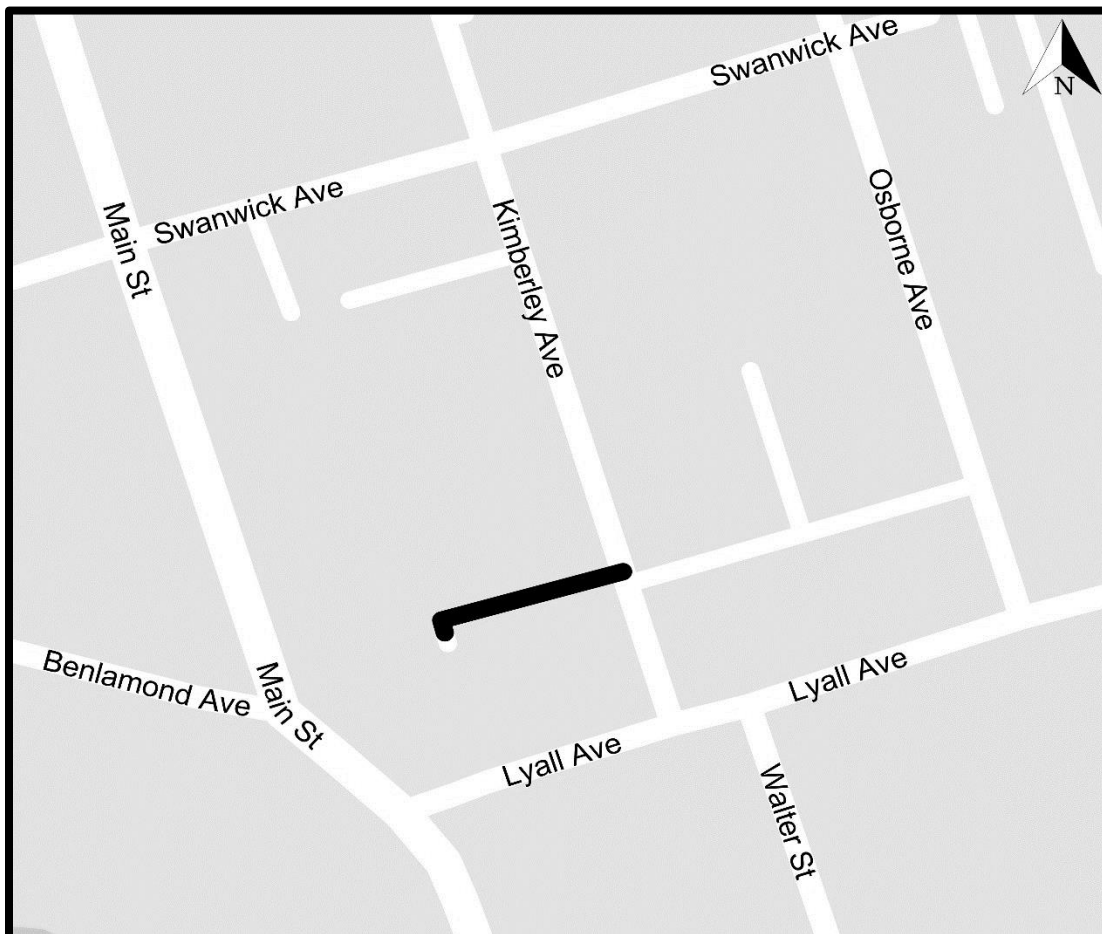 Swanwick Ave
N
Swanwick Ave
Main St
Kimberley Ave
Osborne Ave
Benlamond Ave
Main St
Lyall Ave
Lyall Ave
Walter St